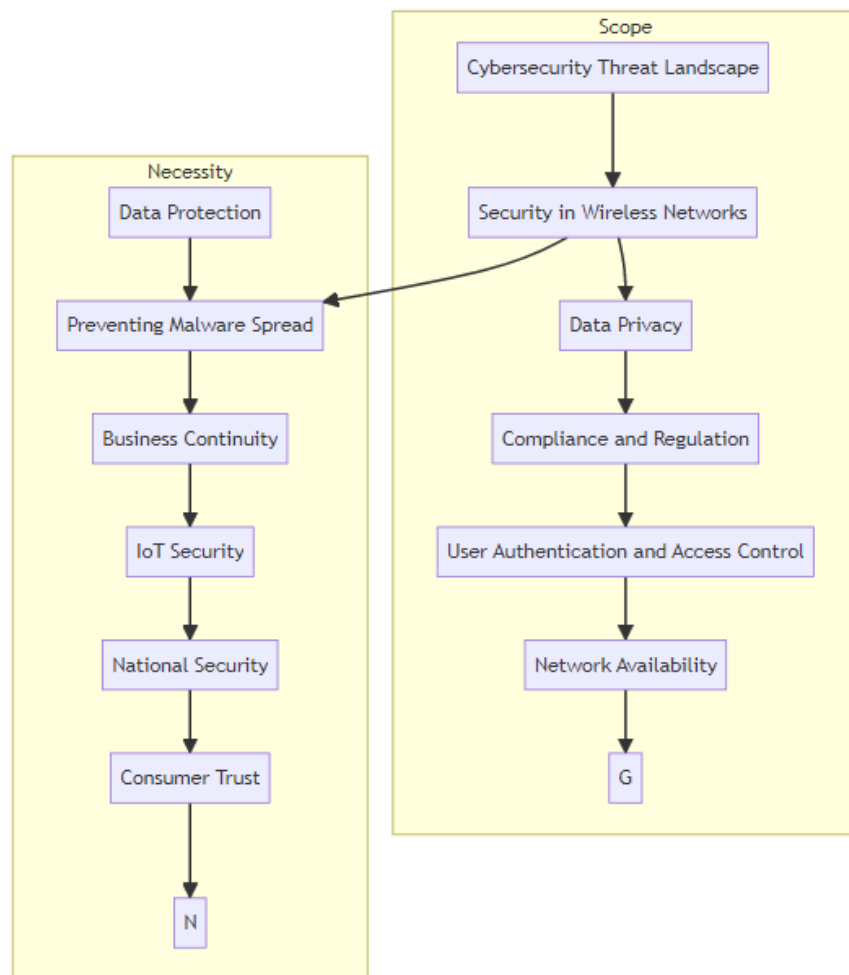 Scope
Cybersecurity Threat Landscape
Necessity
Data Protection
Security in Wireless Networks
Preventing Malware Spread
Data Privacy
Business Continuity
Compliance and Regulation
IoT Security
User Authentication and Access Control
National Security
Network Availability
Consumer Trust
G
N